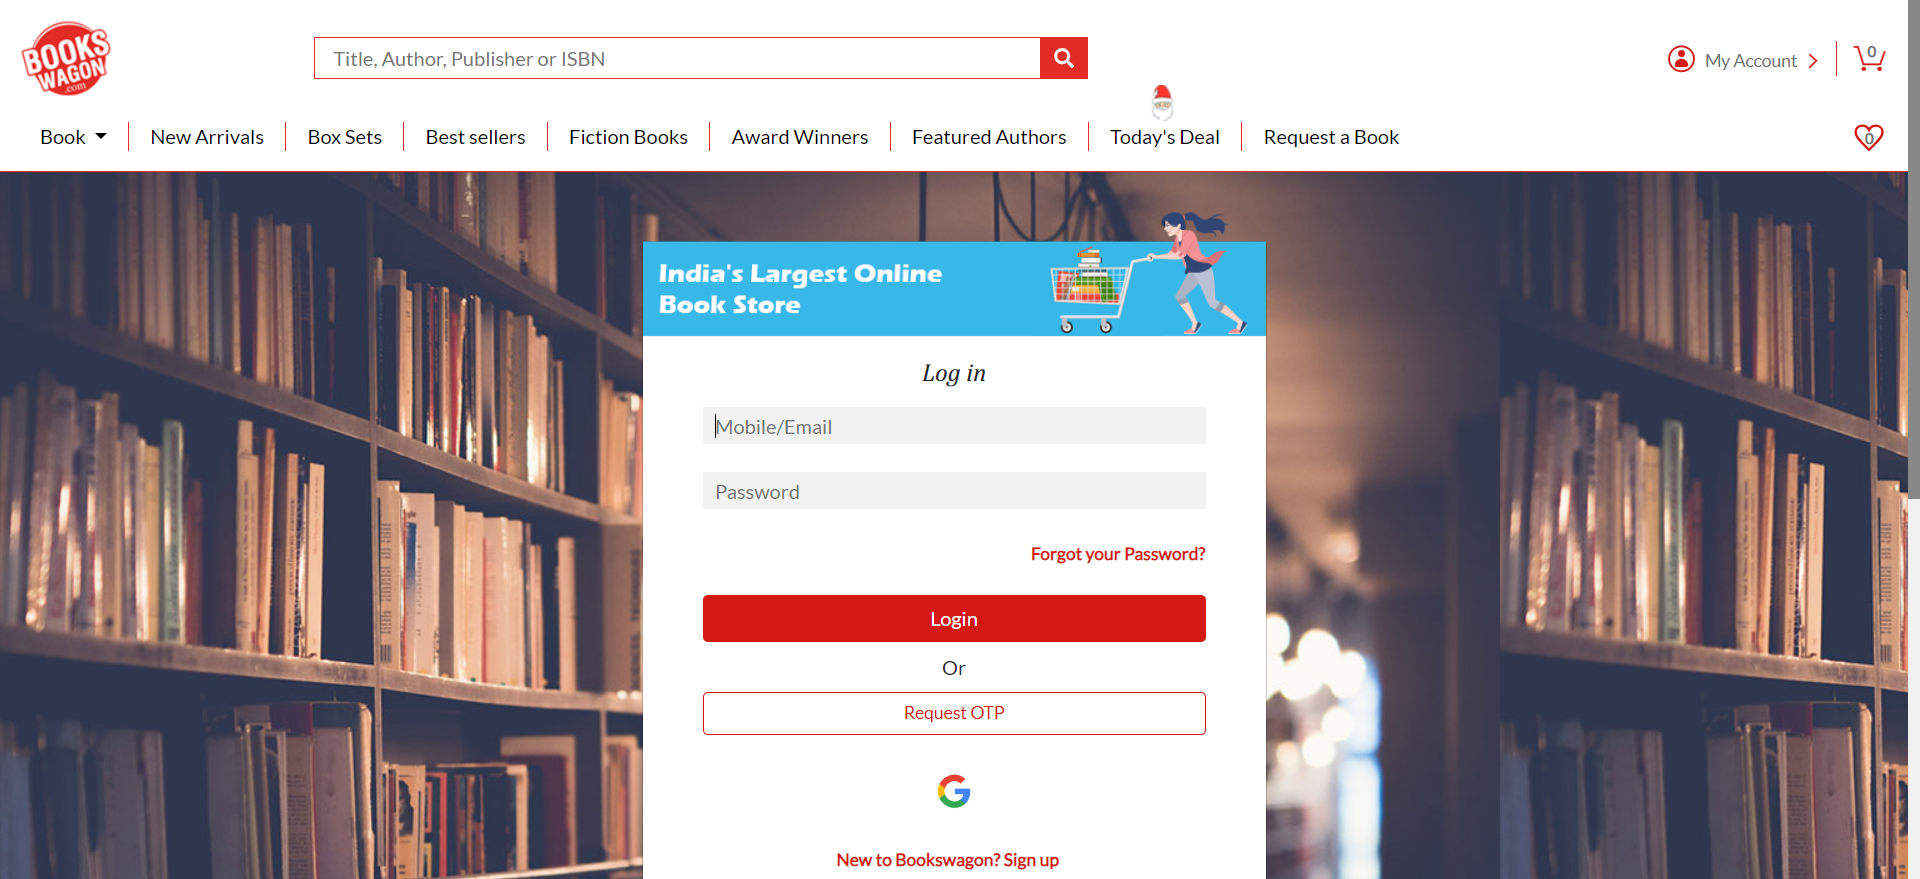 BOOKS
WAGON
.com
Title, Author, Publisher or ISBN
My Account
0
Book
New Arrivals
Box Sets
Best sellers
Fiction Books
Award Winners
Featured Authors
Today's Deal
Request a Book
0
India's Largest Online
Book Store
Log in
Mobile/Email
Password
Forgot your Password?
Login
Or
Request OTP
New to Bookswagon? Sign up